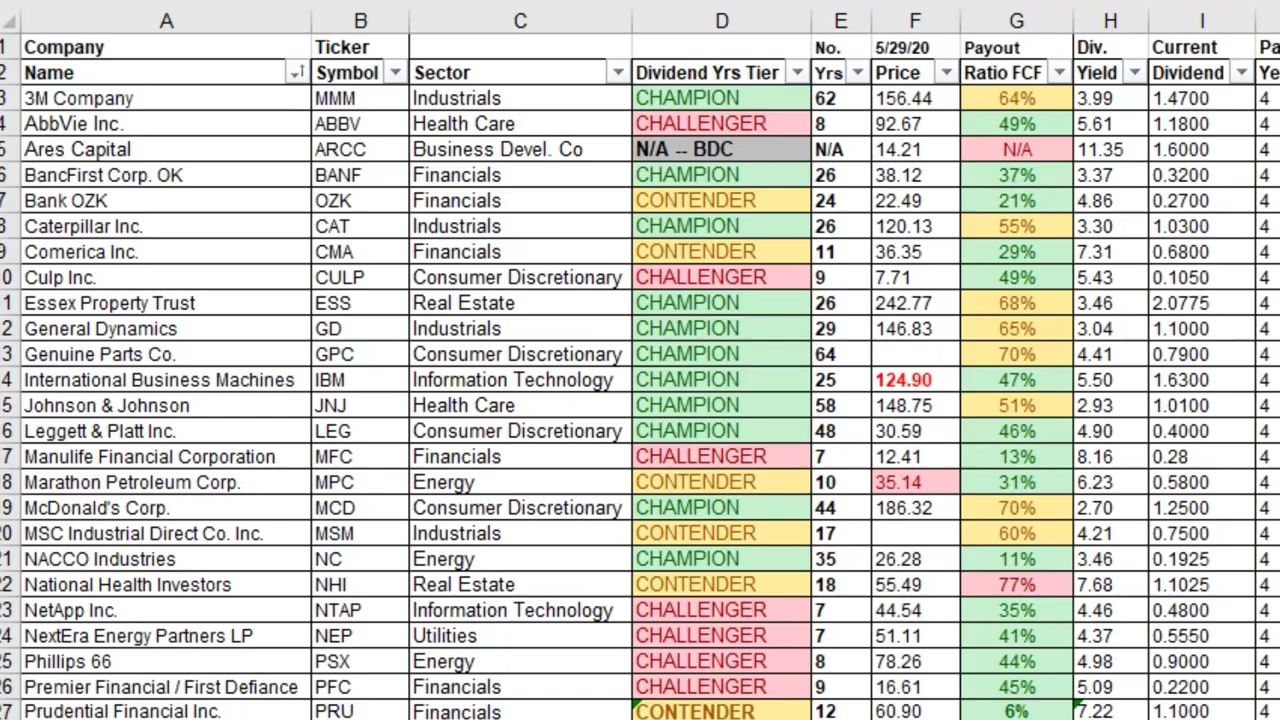 A B C D E F G H I
1 Company Ticker No. 5/29/20 Payout Div. Current Pa
2 Name Symbol Sector Dividend Yrs Tier Yrs Price Ratio FCF Yield Dividend Ye
3 3M Company MMM Industrials CHAMPION 62 156.44 64% 3.99 1.4700 4
4 AbbVie Inc. ABBV Health Care CHALLENGER 8 92.67 49% 5.61 1.1800 4
5 Ares Capital ARCC Business Devel. Co N/A -- BDC N/A 14.21 N/A 11.35 1.6000 4
6 BancFirst Corp. OK BANF Financials CHAMPION 26 38.12 37% 3.37 0.3200 4
7 Bank OZK OZK Financials CONTENDER 24 22.49 21% 4.86 0.2700 4
8 Caterpillar Inc. CAT Industrials CHAMPION 26 120.13 55% 3.30 1.0300 4
9 Comerica Inc. CMA Financials CONTENDER 11 36.35 29% 7.31 0.6800 4
0 Culp Inc. CULP Consumer Discretionary CHALLENGER 9 7.71 49% 5.43 0.1050 4
1 Essex Property Trust ESS Real Estate CHAMPION 26 242.77 68% 3.46 2.0775 4
2 General Dynamics GD Industrials CHAMPION 29 146.83 65% 3.04 1.1000 4
3 Genuine Parts Co. GPC Consumer Discretionary CHAMPION 64 70% 4.41 0.7900 4
4 International Business Machines IBM Information Technology CHAMPION 25 124.90 47% 5.50 1.6300 4
5 Johnson & Johnson JNJ Health Care CHAMPION 58 148.75 51% 2.93 1.0100 4
6 Leggett & Platt Inc. LEG Consumer Discretionary CHAMPION 48 30.59 46% 4.90 0.4000 4
7 Manulife Financial Corporation MFC Financials CHALLENGER 7 12.41 13% 8.16 0.28 4
8 Marathon Petroleum Corp. MPC Energy CONTENDER 10 35.14 31% 6.23 0.5800 4
9 McDonald's Corp. MCD Consumer Discretionary CHAMPION 44 186.32 70% 2.70 1.2500 4
20 MSC Industrial Direct Co. Inc. MSM Industrials CONTENDER 17 60% 4.21 0.7500 4
21 NACCO Industries NC Energy CHAMPION 35 26.28 11% 3.46 0.1925 4
22 National Health Investors NHI Real Estate CONTENDER 18 55.49 77% 7.68 1.1025 4
23 NetApp Inc. NTAP Information Technology CHALLENGER 7 44.54 35% 4.46 0.4800 4
24 NextEra Energy Partners LP NEP Utilities CHALLENGER 7 51.11 41% 4.37 0.5550 4
25 Phillips 66 PSX Energy CHALLENGER 8 78.26 44% 4.98 0.9000 4
26 Premier Financial / First Defiance PFC Financials CHALLENGER 9 16.61 45% 5.09 0.2200 4
27 Prudential Financial Inc. PRU Financials CONTENDER 12 60.90 6% 7.22 1.1000 4